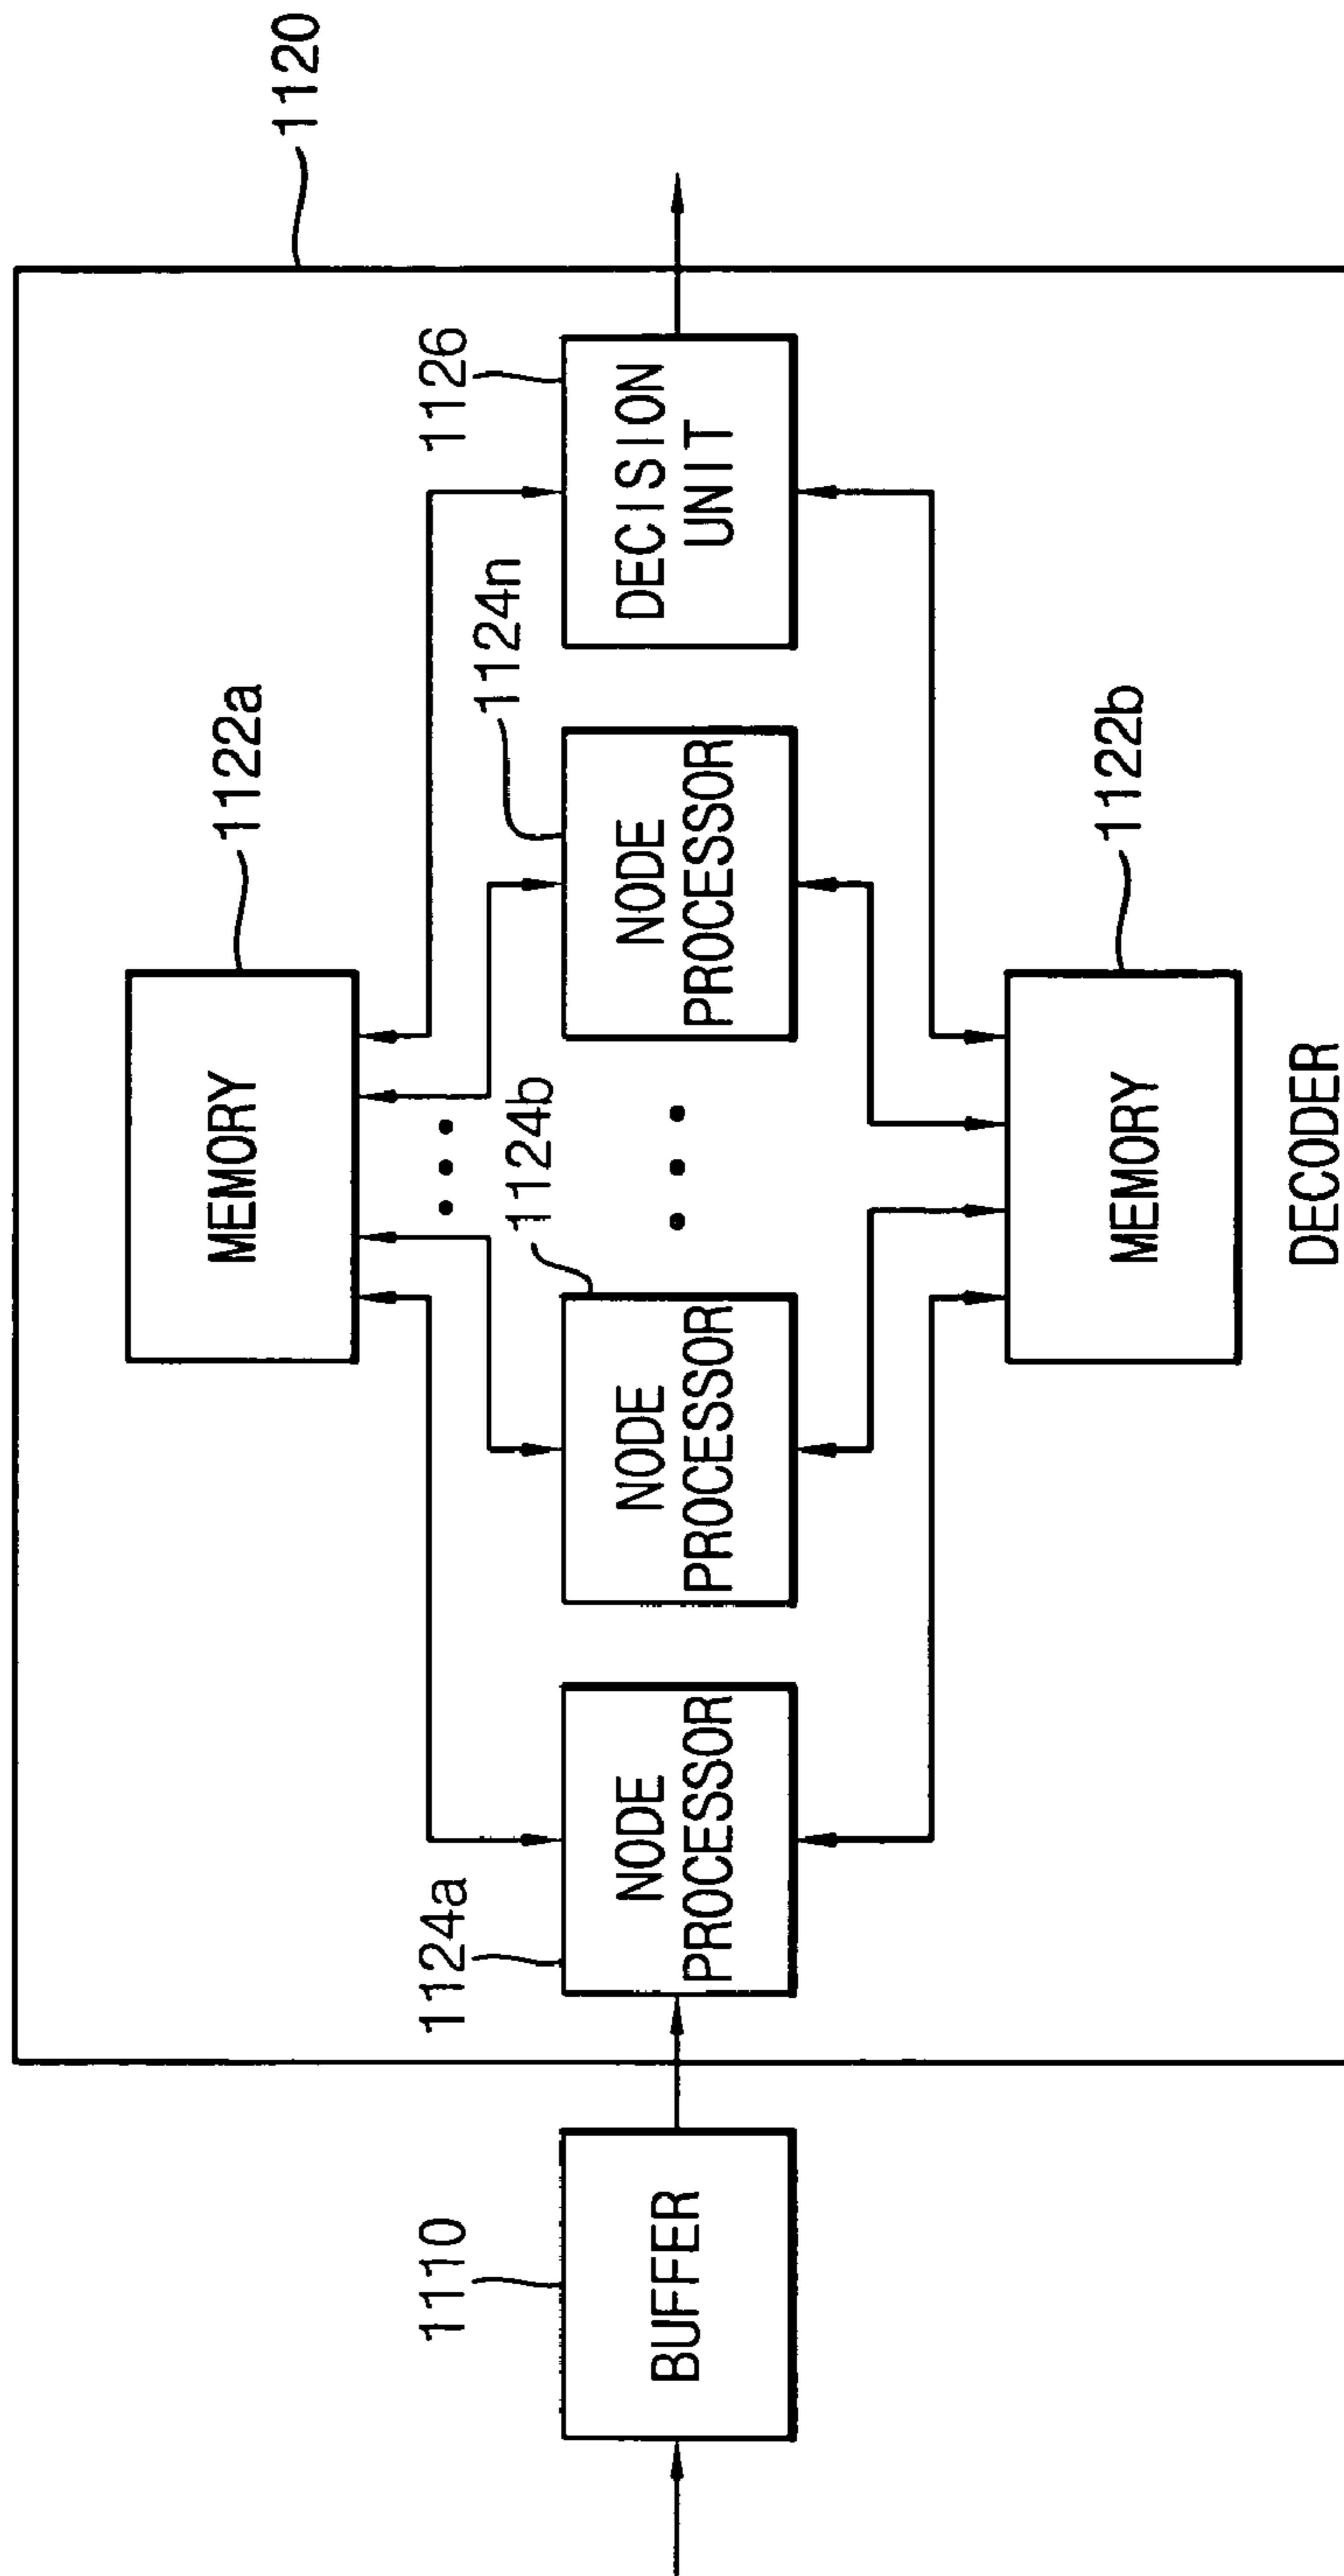 1120
1122a
MEMORY
1110
1124a
1124b
1124n
1126
BUFFER
NODE
PROCESSOR
NODE
PROCESSOR
NODE
PROCESSOR
DECISION
UNIT
MEMORY
1122b
DECODER